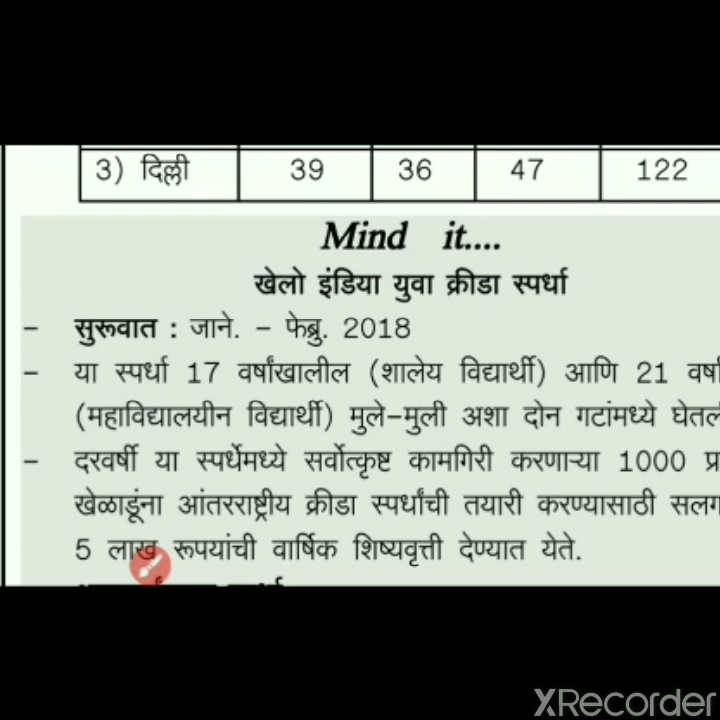 3) दिल्ली 39 36 47 122
Mind it....
खेलो इंडिया युवा क्रीडा स्पर्धा
– सुरूवात : जाने. – फेब्रु. 2018
– या स्पर्धा 17 वर्षांखालील (शालेय विद्यार्थी) आणि 21
(महाविद्यालयीन विद्यार्थी) मुले–मुली अशा दोन गटांमध्ये
– दरवर्षी या स्पर्धेमध्ये सर्वोत्कृष्ट कामगिरी करणाऱ्या 1000
खेळाडूंना आंतरराष्ट्रीय क्रीडा स्पर्धांची तयारी करण्यासाठी
5 लाख रूपयांची वार्षिक शिष्यवृत्ती देण्यात येते.
XRecorder